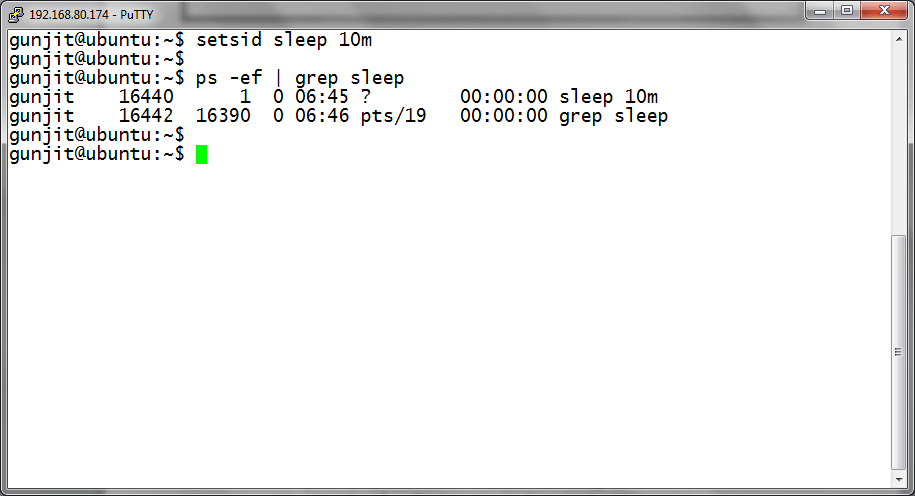 192.168.80.174 - PuTTY
gunjit@ubuntu:~$ setsid sleep 10m
gunjit@ubuntu:~$
gunjit@ubuntu:~$ ps -ef | grep sleep
gunjit    16440      1  0 06:45 ?        00:00:00 sleep 10m
gunjit    16442  16390  0 06:46 pts/19   00:00:00 grep sleep
gunjit@ubuntu:~$
gunjit@ubuntu:~$